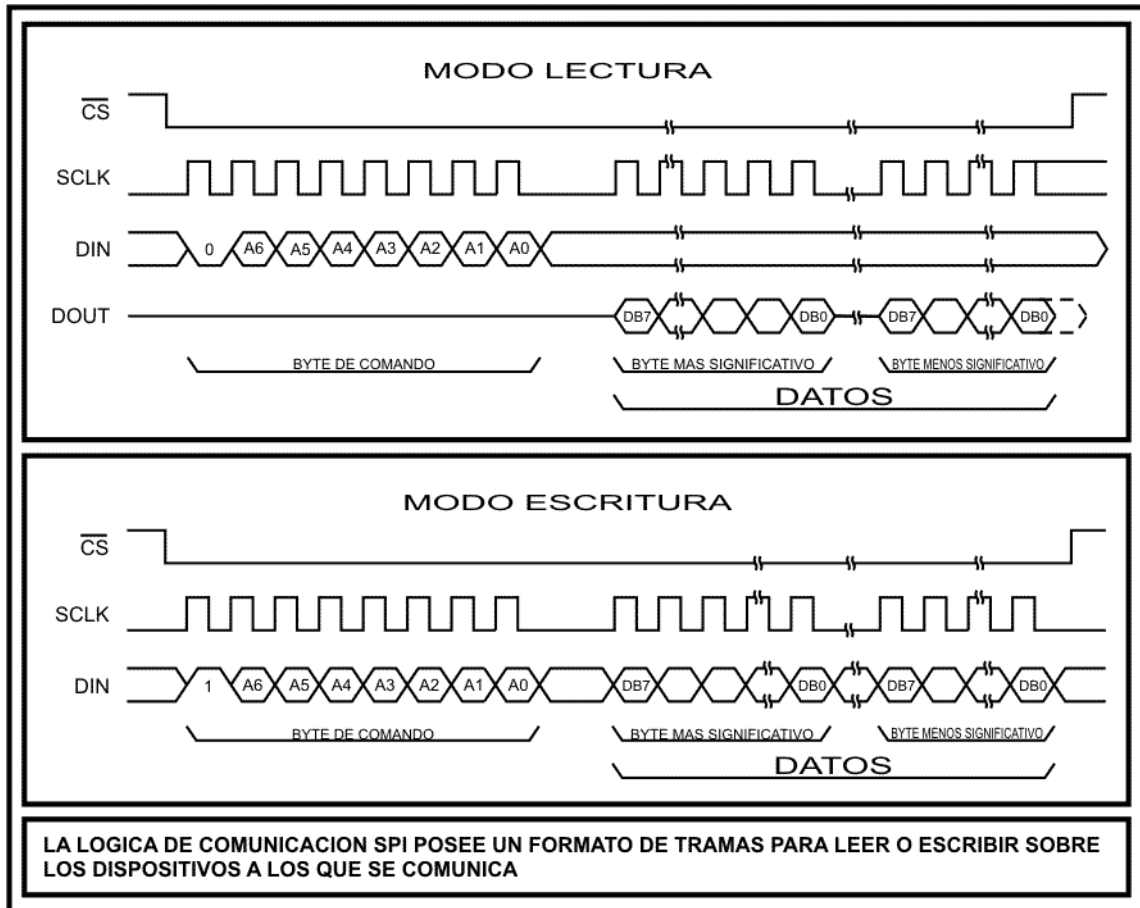 MODO LECTURA
CS
SCLK
DIN
0 A6 A5 A4 A3 A2 A1 A0
DOUT
DB7 DB0 DB7 DB0
BYTE DE COMANDO BYTE MAS SIGNIFICATIVO BYTE MENOS SIGNIFICATIVO
DATOS
MODO ESCRITURA
CS
SCLK
DIN
1 A6 A5 A4 A3 A2 A1 A0 DB7 DB0 DB7 DB0
BYTE DE COMANDO BYTE MAS SIGNIFICATIVO BYTE MENOS SIGNIFICATIVO
DATOS
LA LOGICA DE COMUNICACION SPI POSEE UN FORMATO DE TRAMAS PARA LEER O ESCRIBIR SOBRE
LOS DISPOSITIVOS A LOS QUE SE COMUNICA